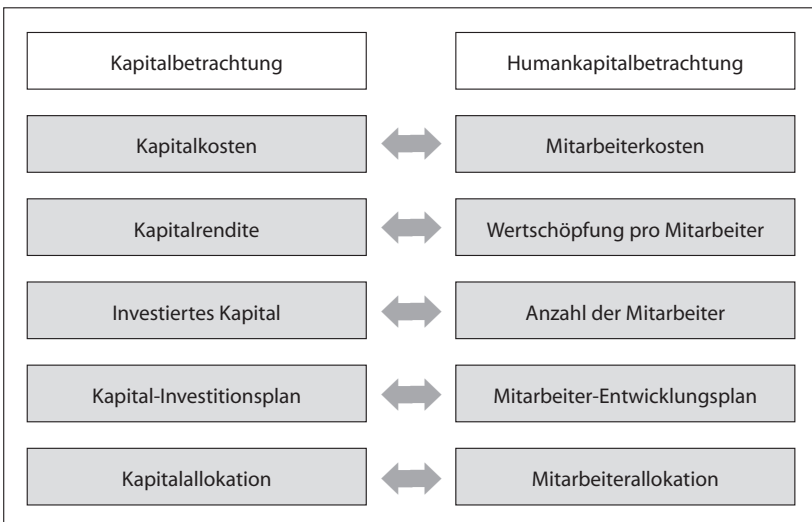 Kapitalbetrachtung
Humankapitalbetrachtung
Kapitalkosten
Mitarbeiterkosten
Kapitalrendite
Wertschöpfung pro Mitarbeiter
Investiertes Kapital
Anzahl der Mitarbeiter
Kapital-Investitionsplan
Mitarbeiter-Entwicklungsplan
Kapitalallokation
Mitarbeiterallokation